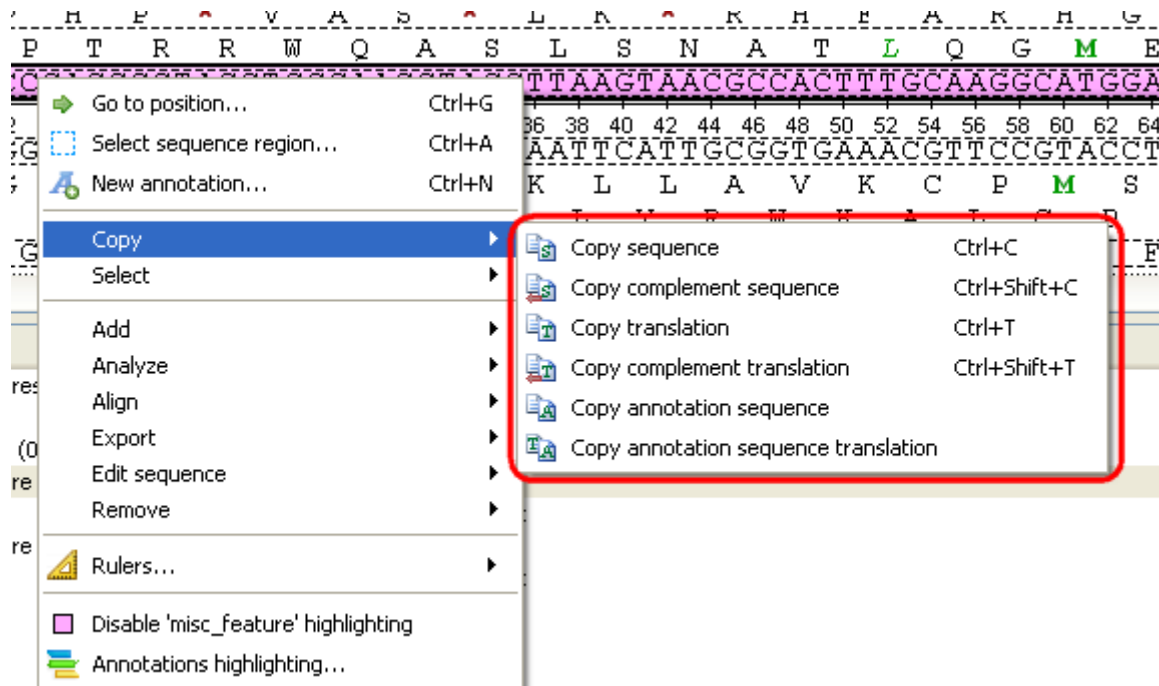 P T R R W Q A S L S N A T L Q G M E
TTAAGTAACGCCACTTTGCAAGGCATGGA
Go to position... Ctrl+G
36 38 40 42 44 46 48 50 52 54 56 58 60 62 64
Select sequence region... Ctrl+A
AATTCATTGCGGTGAAACGTTCCGTACCT
New annotation... Ctrl+N
K L L A V K C P M S
Copy
Copy sequence Ctrl+C
Select
Copy complement sequence Ctrl+Shift+C
Add
Copy translation Ctrl+T
Analyze
Copy complement translation Ctrl+Shift+T
Align
Copy annotation sequence
Export
Copy annotation sequence translation
Edit sequence
Remove
Rulers...
Disable 'misc_feature' highlighting
Annotations highlighting...